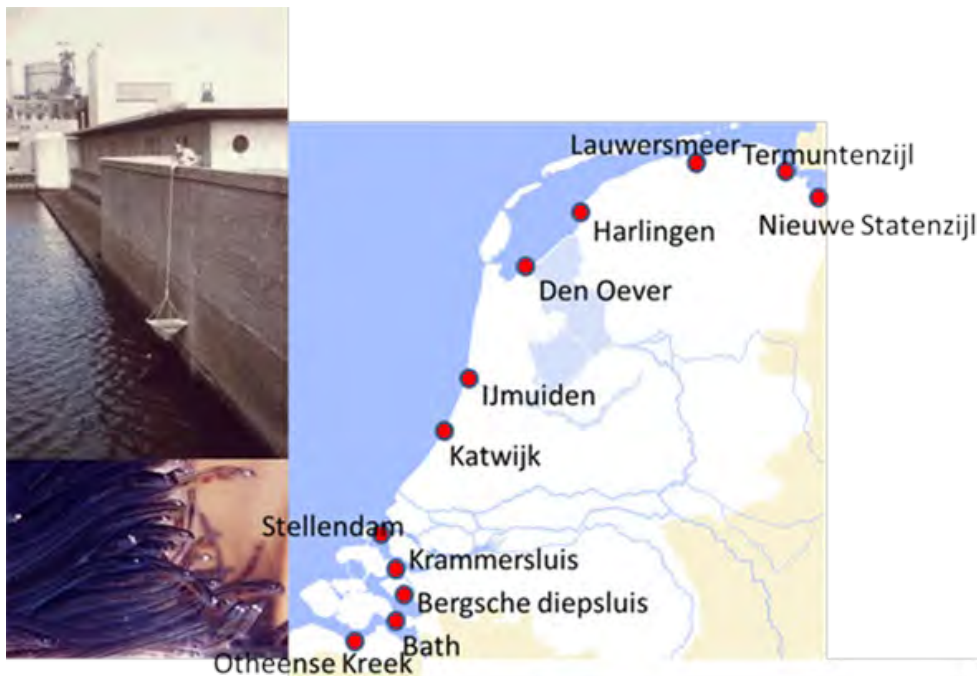 Lauwersmeer
Termuntenzijl
Harlingen
Nieuwe Statenzijl
Den Oever
IJmuiden
Katwijk
Stellendam
Krammersluis
Bergsche diepsluis
Bath
Otheense Kreek